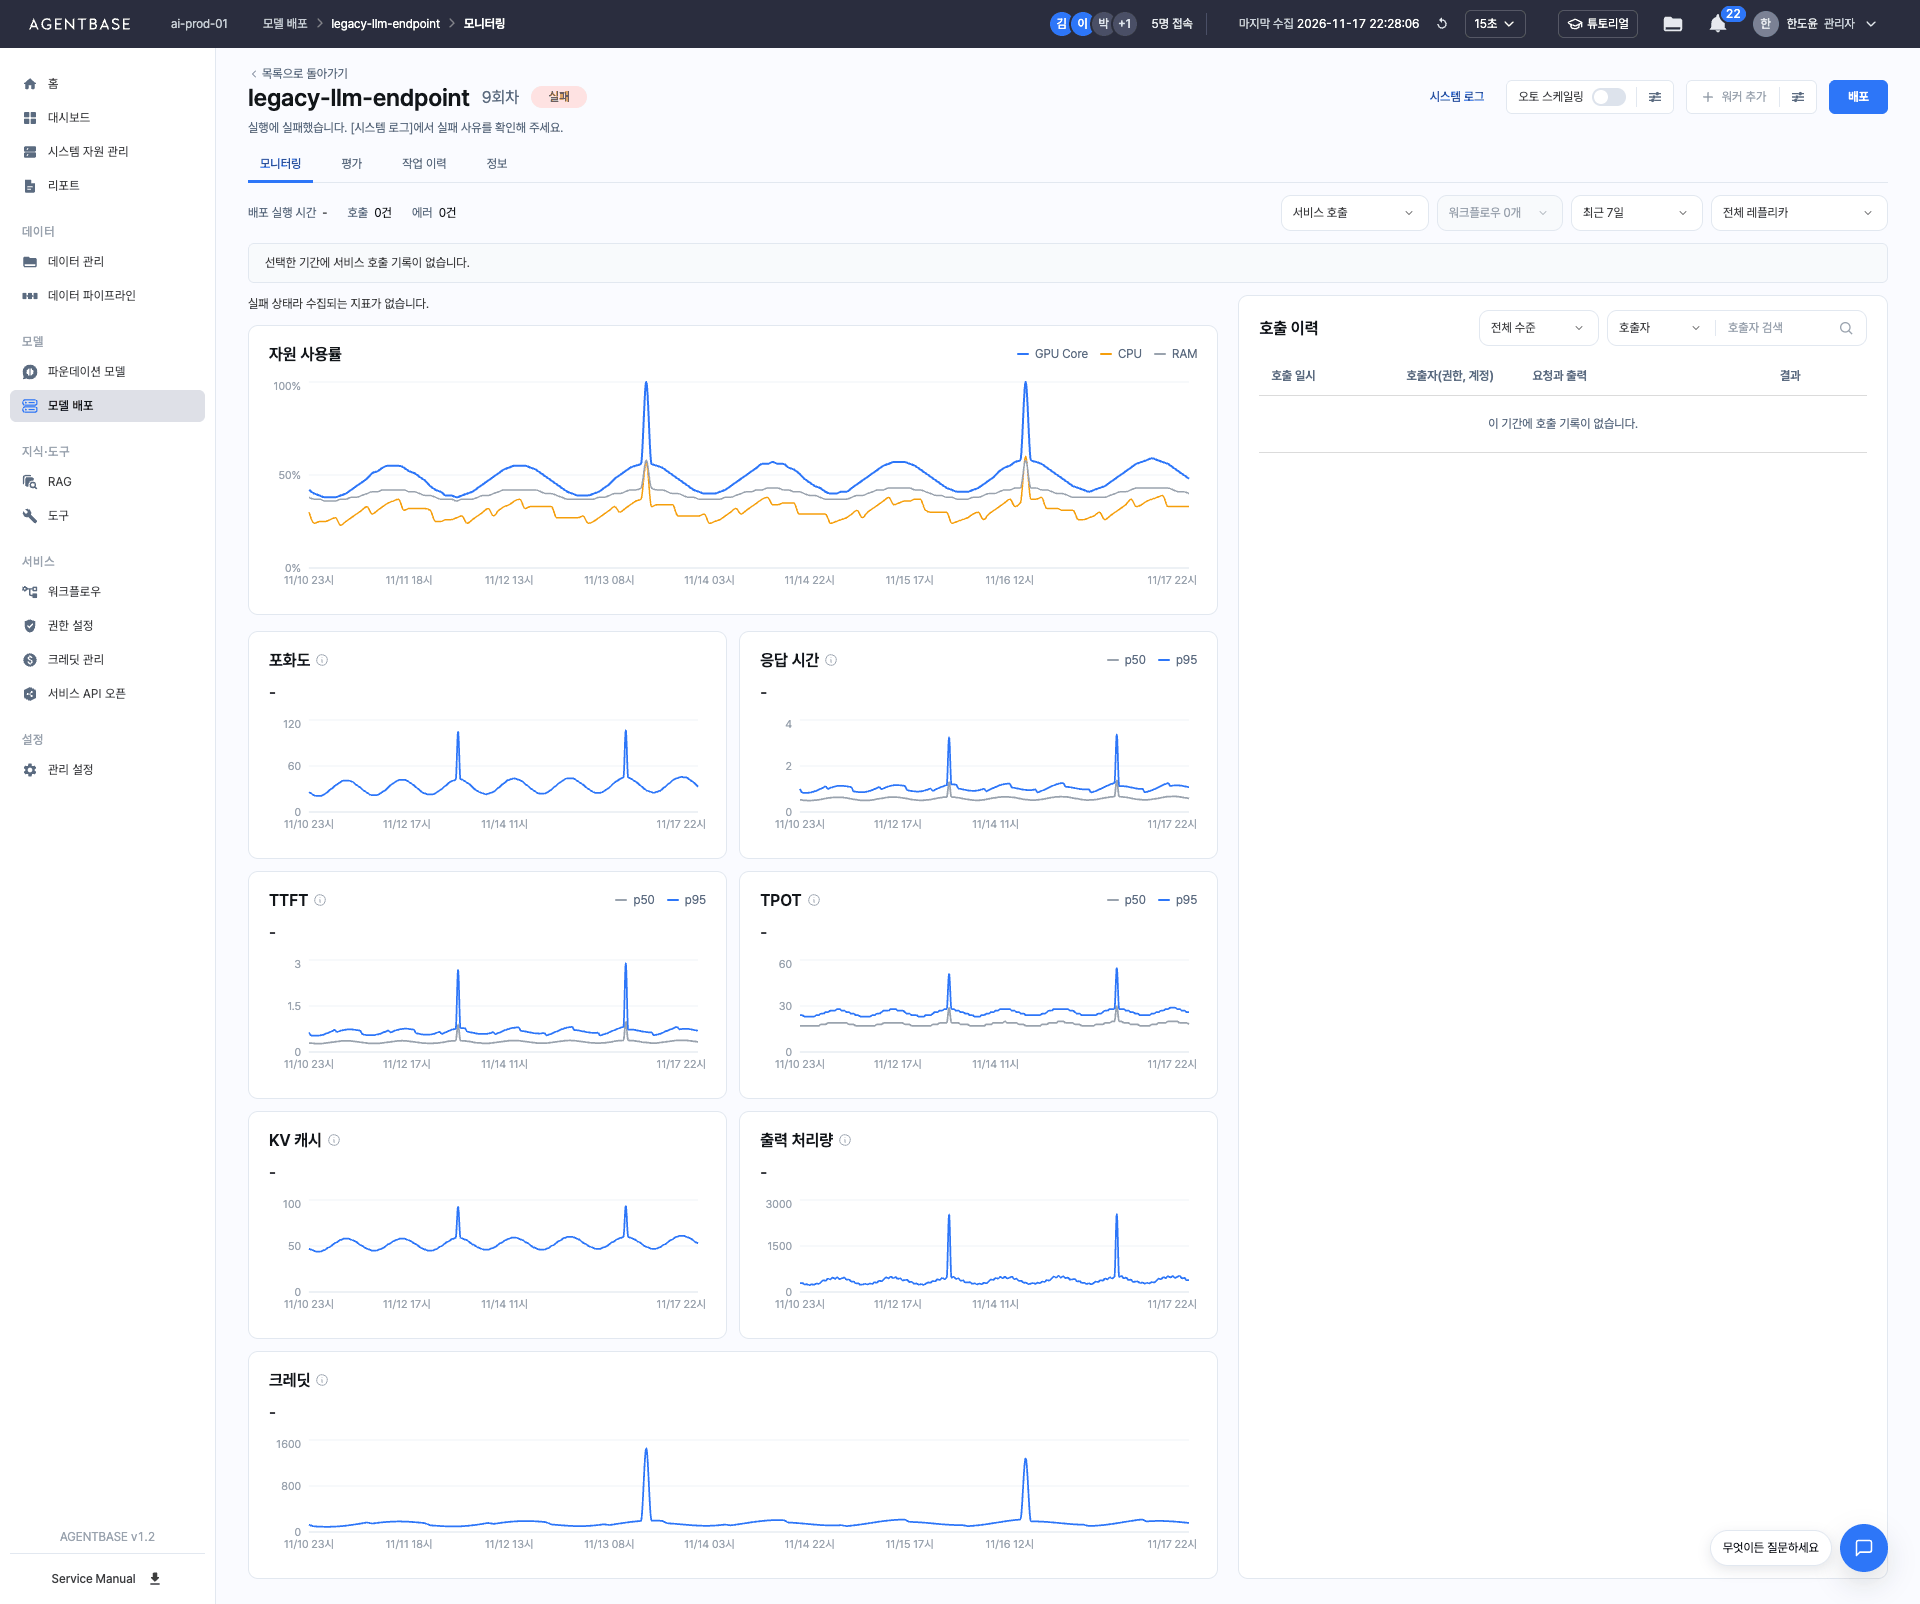 AGENTBASE
ai-prod-01
모델 배포 > legacy-llm-endpoint > 모니터링
김 이 박 +1 5명 접속
마지막 수집 2026-11-17 22:28:06
15초
튜토리얼
22
한 한도윤 관리자
홈
대시보드
시스템 자원 관리
리포트
데이터
데이터 관리
데이터 파이프라인
모델
파운데이션 모델
모델 배포
지식·도구
RAG
도구
서비스
워크플로우
권한 설정
크레딧 관리
서비스 API 오픈
설정
관리 설정
AGENTBASE v1.2
Service Manual
목록으로 돌아가기
legacy-llm-endpoint 9회차 실패
실행에 실패했습니다. [시스템 로그]에서 실패 사유를 확인해 주세요.
시스템 로그
오토 스케일링
워커 추가
배포
모니터링 평가 작업 이력 정보
배포 실행 시간 - 호출 0건 에러 0건
서비스 호출
워크플로우 0개
최근 7일
전체 레플리카
선택한 기간에 서비스 호출 기록이 없습니다.
실패 상태라 수집되는 지표가 없습니다.
자원 사용률
GPU Core CPU RAM
100%
50%
0%
11/10 23시 11/11 18시 11/12 13시 11/13 08시 11/14 03시 11/14 22시 11/15 17시 11/16 12시 11/17 22시
포화도
-
120
60
0
11/10 23시 11/12 17시 11/14 11시 11/17 22시
응답 시간
p50 p95
-
4
2
0
11/10 23시 11/12 17시 11/14 11시 11/17 22시
TTFT
p50 p95
-
3
1.5
0
11/10 23시 11/12 17시 11/14 11시 11/17 22시
TPOT
p50 p95
-
60
30
0
11/10 23시 11/12 17시 11/14 11시 11/17 22시
KV 캐시
-
100
50
0
11/10 23시 11/12 17시 11/14 11시 11/17 22시
출력 처리량
-
3000
1500
0
11/10 23시 11/12 17시 11/14 11시 11/17 22시
크레딧
-
1600
800
0
11/10 23시 11/11 18시 11/12 13시 11/13 08시 11/14 03시 11/14 22시 11/15 17시 11/16 12시 11/17 22시
호출 이력
전체 수준
호출자
호출자 검색
호출 일시 호출자(권한, 계정) 요청과 출력 결과
이 기간에 호출 기록이 없습니다.
무엇이든 질문하세요